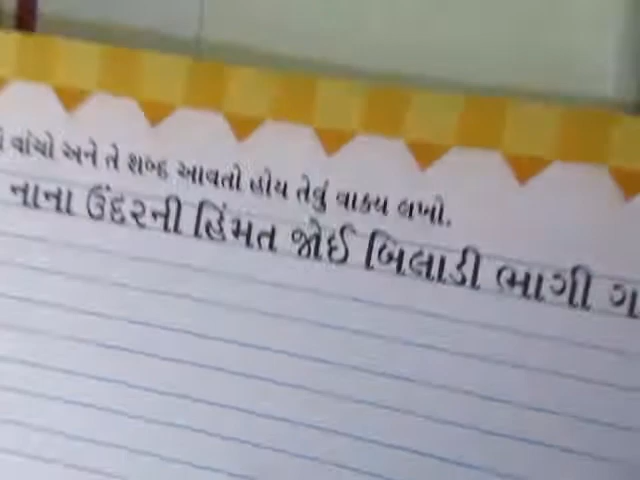 વાંચો અને તે શબ્દ આવતો હોય તેવું વાક્ય લખો.
નાના ઉંદરની હિંમત જોઈ બિલાડી ભાગી